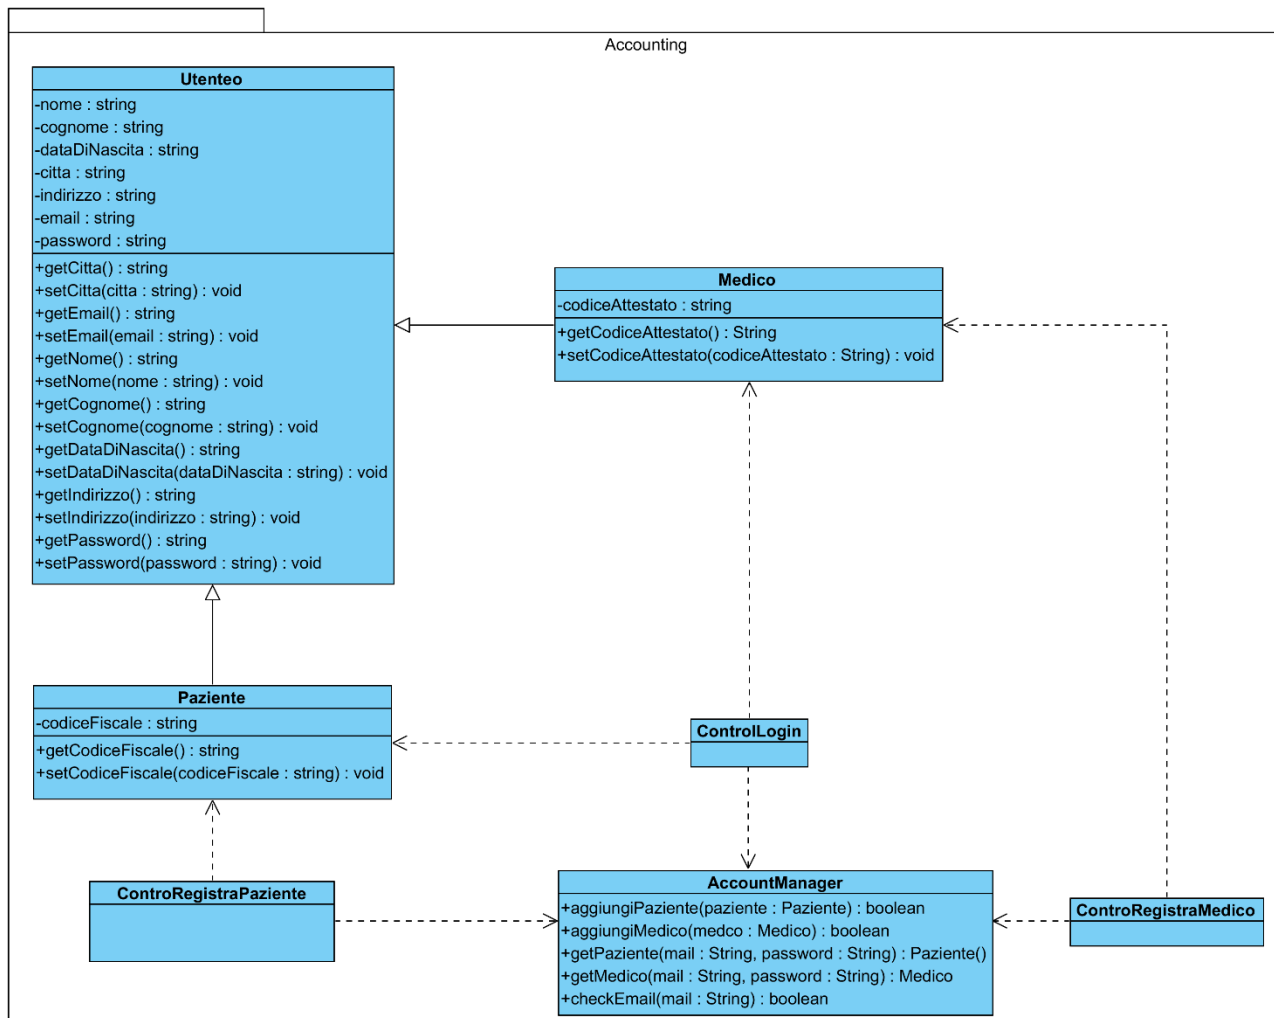 Accounting
Utenteo
-nome : string
-cognome : string
-dataDiNascita : string
-citta : string
-indirizzo : string
-email : string
-password : string
+getCitta() : string
+setCitta(citta : string) : void
+getEmail() : string
+setEmail(email : string) : void
+getNome() : string
+setNome(nome : string) : void
+getCognome() : string
+setCognome(cognome : string) : void
+getDataDiNascita() : string
+setDataDiNascita(dataDiNascita : string) : void
+getIndirizzo() : string
+setIndirizzo(indirizzo : string) : void
+getPassword() : string
+setPassword(password : string) : void
Medico
-codiceAttestato : string
+getCodiceAttestato() : String
+setCodiceAttestato(codiceAttestato : String) : void
Paziente
-codiceFiscale : string
+getCodiceFiscale() : string
+setCodiceFiscale(codiceFiscale : string) : void
ControlLogin
ControRegistraPaziente
AccountManager
+aggiungiPaziente(paziente : Paziente) : boolean
+aggiungiMedico(medco : Medico) : boolean
+getPaziente(mail : String, password : String) : Paziente()
+getMedico(mail : String, password : String) : Medico
+checkEmail(mail : String) : boolean
ControRegistraMedico